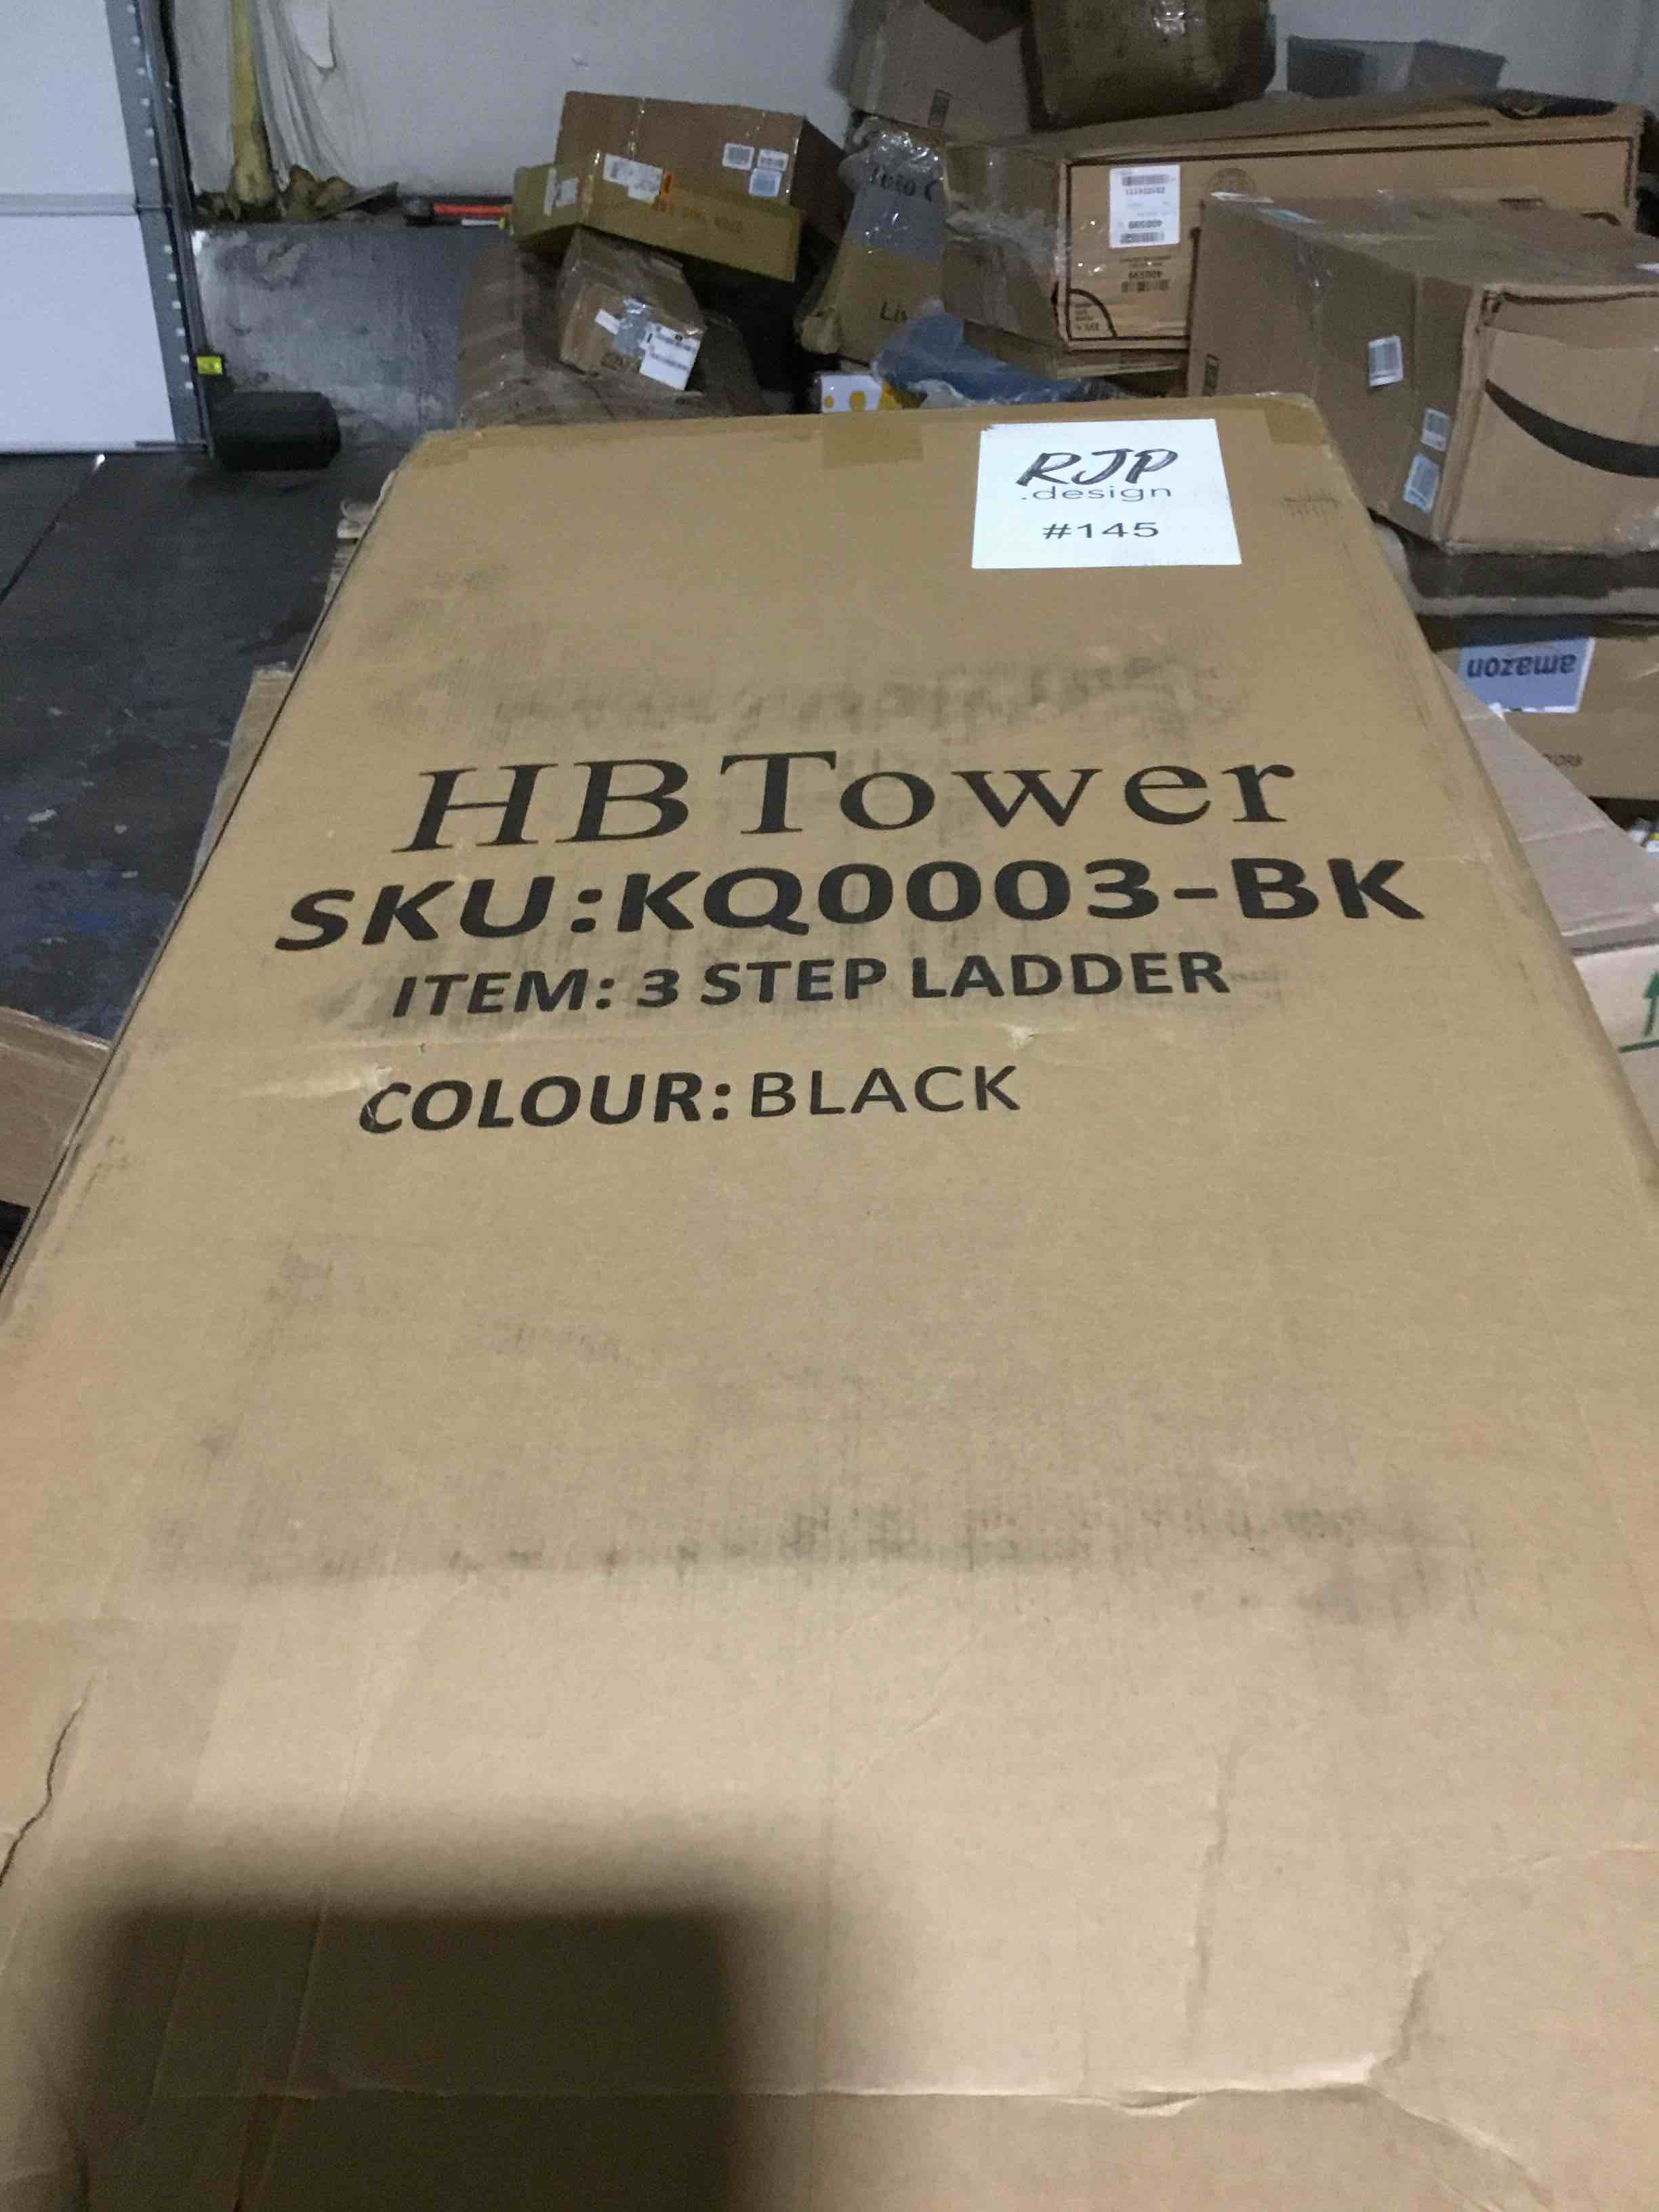 RJP
.design
#145
HBTower
SKU:KQ0003-BK
ITEM: 3 STEP LADDER
COLOUR: BLACK
amazon